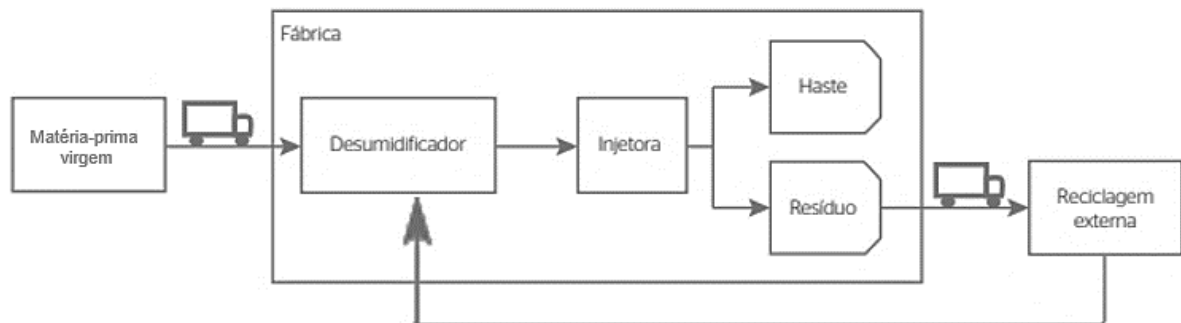 Fábrica
Matéria-prima
virgem
Desumidificador
Injetora
Haste
Resíduo
Reciclagem
externa